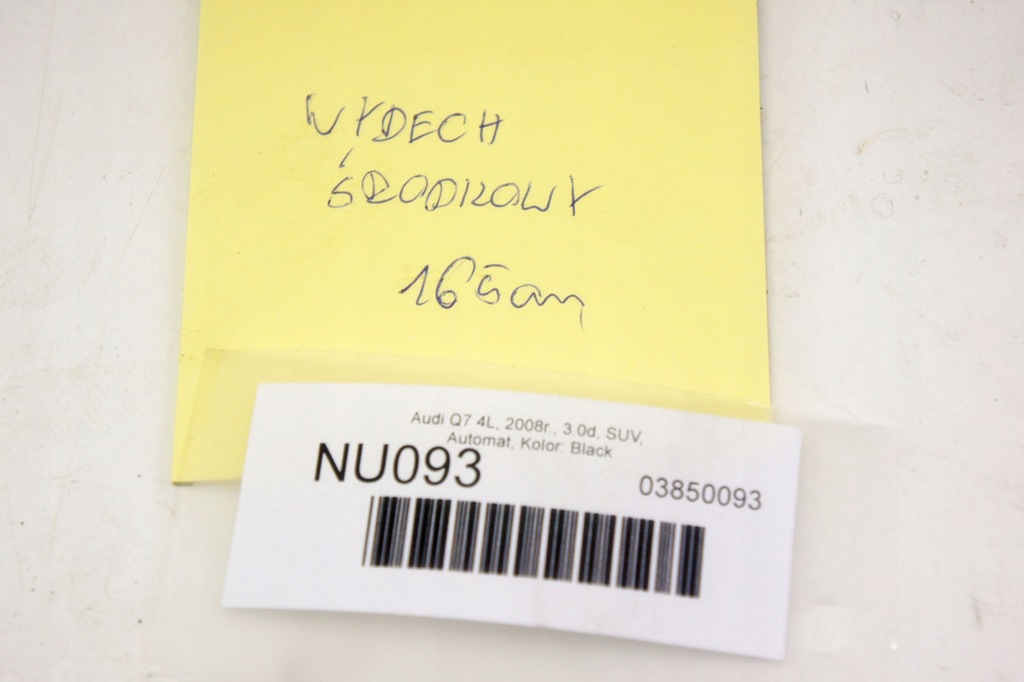 WYDECH
ŚRODKOWY
165cm
Audi Q7 4L, 2008r., 3.0d, SUV,
Automat, Kolor: Black
NU093
03850093